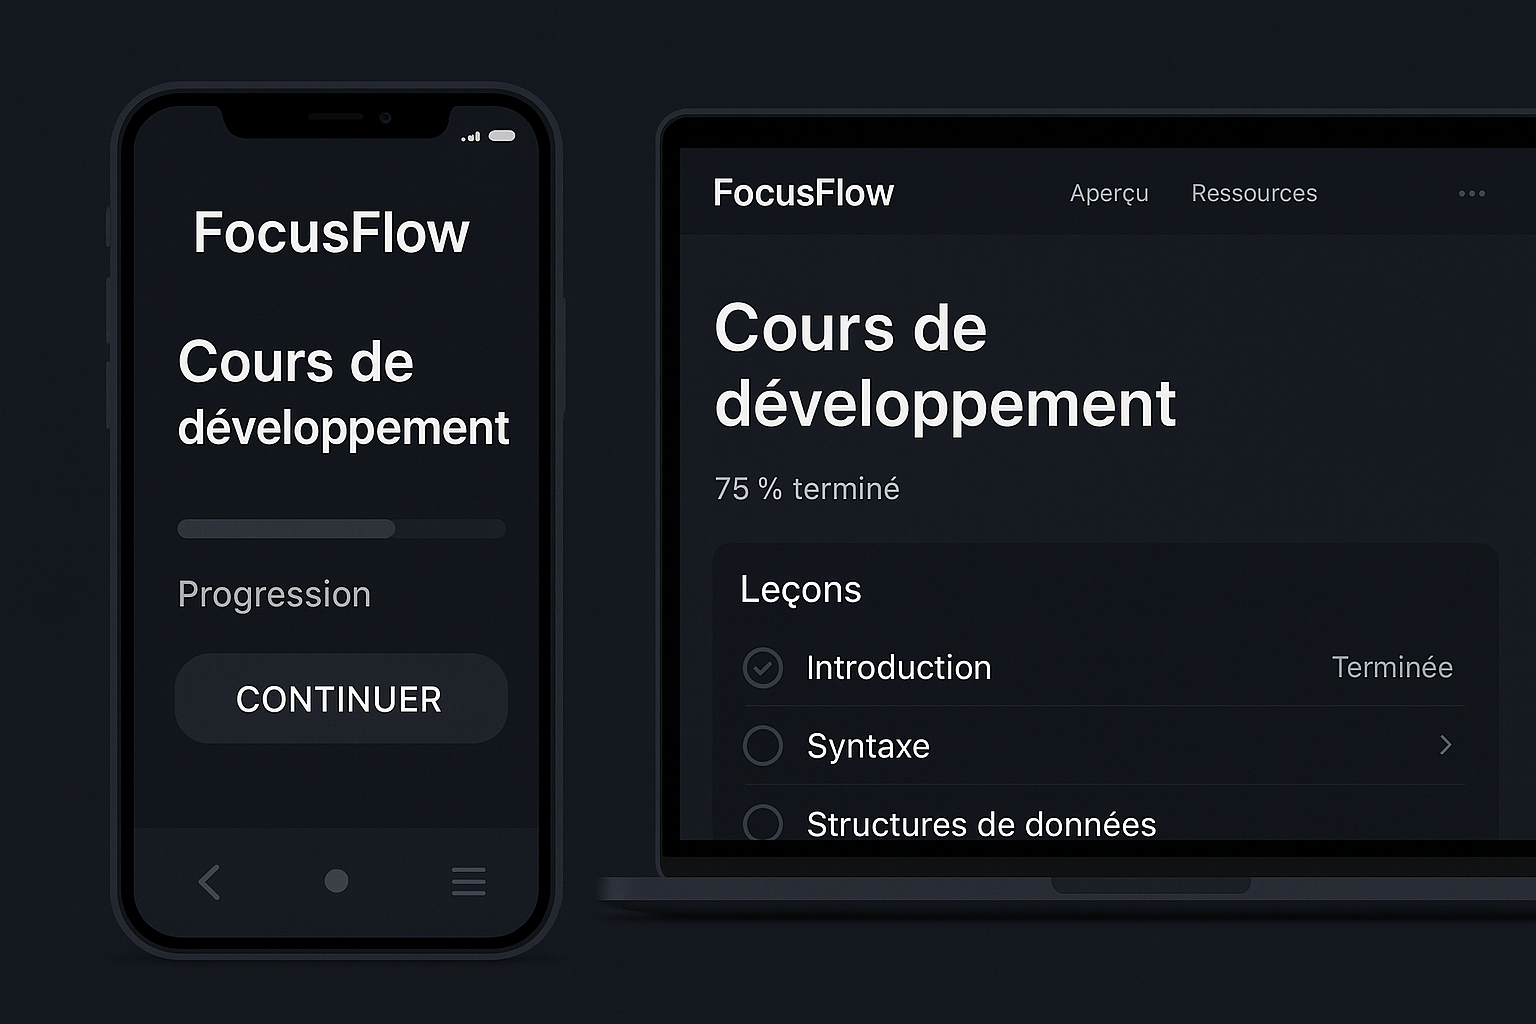 FocusFlow
Cours de
développement
Progression
CONTINUER
FocusFlow
Aperçu
Ressources
Cours de
développement
75 % terminé
Leçons
Introduction
Terminée
Syntaxe
Structures de données